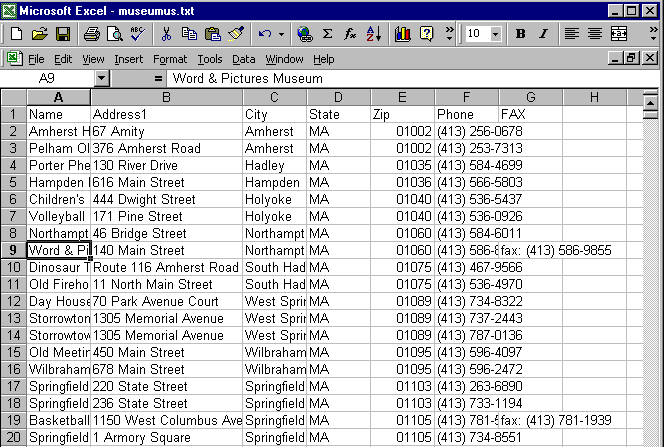 Microsoft Excel - museumus.txt
ABC 10 B I
File Edit View Insert Format Tools Data Window Help
A9 = Word & Pictures Museum
A B C D E F G H
1 Name Address1 City State Zip Phone FAX
2 Amherst H 67 Amity Amherst MA 01002 (413) 256-0678
3 Pelham Ol 376 Amherst Road Amherst MA 01002 (413) 253-7313
4 Porter Phe 130 River Drive Hadley MA 01035 (413) 584-4699
5 Hampden 616 Main Street Hampden MA 01036 (413) 566-5803
6 Children's 444 Dwight Street Holyoke MA 01040 (413) 536-5437
7 Volleyball 171 Pine Street Holyoke MA 01040 (413) 536-0926
8 Northampt 46 Bridge Street Northampt MA 01060 (413) 584-6011
9 Word & Pi 140 Main Street Northampt MA 01060 (413) 586- fax: (413) 586-9855
10 Dinosaur T Route 116 Amherst Road South Had MA 01075 (413) 467-9566
11 Old Fireho 11 North Main Street South Had MA 01075 (413) 536-4970
12 Day House 70 Park Avenue Court West Sprin MA 01089 (413) 734-8322
13 Storrowton 1305 Memorial Avenue West Sprin MA 01089 (413) 737-2443
14 Storrowtow 1305 Memorial Avenue West Sprin MA 01089 (413) 787-0136
15 Old Meetin 450 Main Street Wilbraham MA 01095 (413) 596-4097
16 Wilbraham 678 Main Street Wilbraham MA 01095 (413) 596-2472
17 Springfield 220 State Street Springfield MA 01103 (413) 263-6890
18 Springfield 236 State Street Springfield MA 01103 (413) 733-1194
19 Basketball 1150 West Columbus Ave Springfield MA 01105 (413) 781- fax: (413) 781-1939
20 Springfield 1 Armory Square Springfield MA 01105 (413) 734-8551